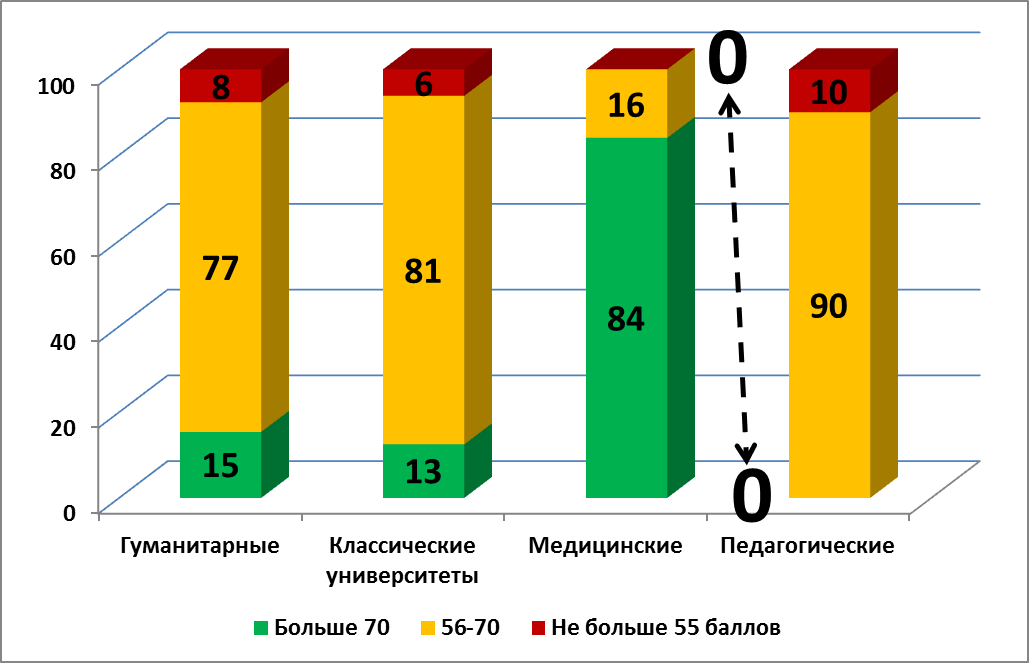 100
80
60
40
20
0
8
77
15
6
81
13
16
84
0
0
10
90
Гуманитарные
Классические
университеты
Медицинские
Педагогические
Больше 70
56-70
Не больше 55 баллов